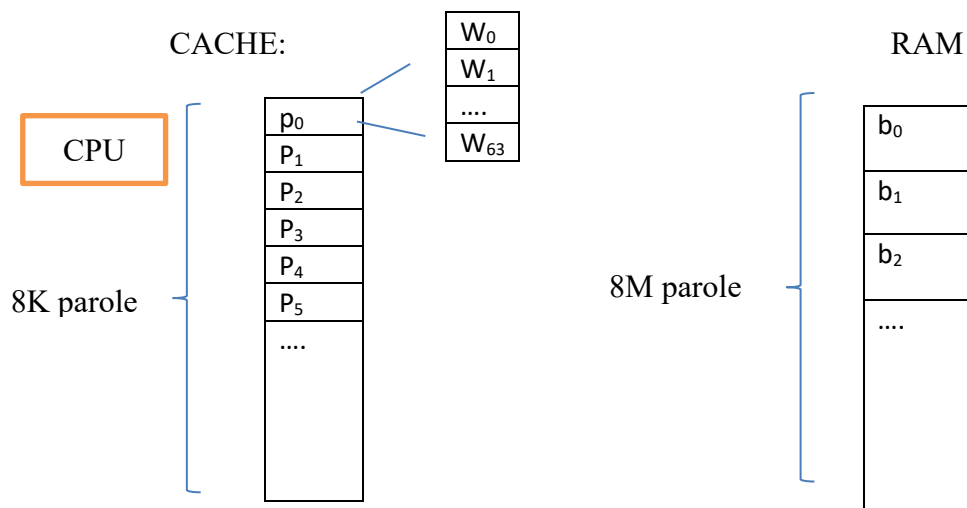 CACHE:
W₀
W₁
....
W₆₃
RAM
CPU
p₀
P₁
P₂
P₃
P₄
P₅
....
8K parole
8M parole
b₀
b₁
b₂
....